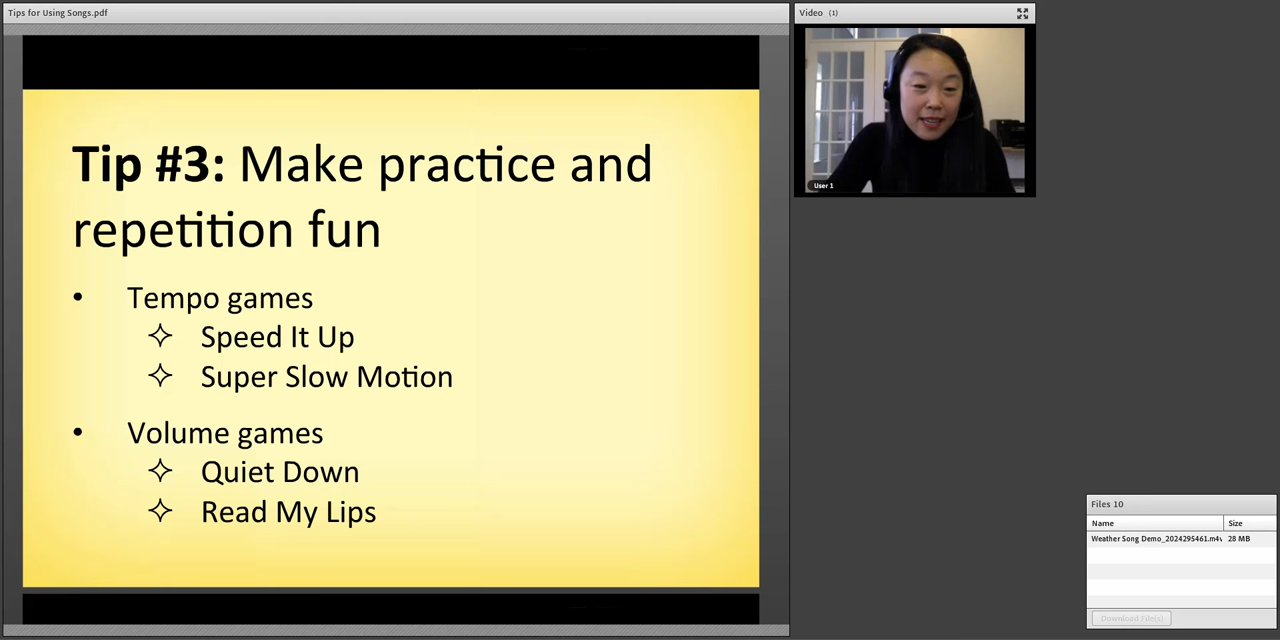 Tips for Using Songs.pdf
Video (1)
User 1
Tip #3: Make practice and
repetition fun
• Tempo games
✧ Speed It Up
✧ Super Slow Motion
• Volume games
✧ Quiet Down
✧ Read My Lips
Files 10
Name Size
Weather Song Demo_2024295461.m4v 28 MB
Download File(s)